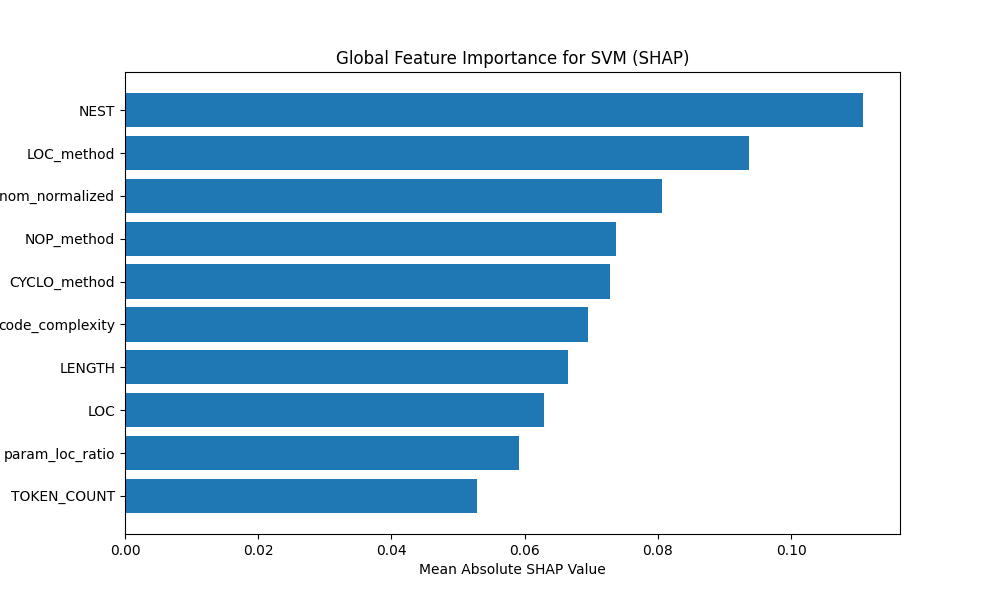 Global Feature Importance for SVM (SHAP)
NEST
LOC_method
nom_normalized
NOP_method
CYCLO_method
code_complexity
LENGTH
LOC
param_loc_ratio
TOKEN_COUNT
0.00 0.02 0.04 0.06 0.08 0.10
Mean Absolute SHAP Value